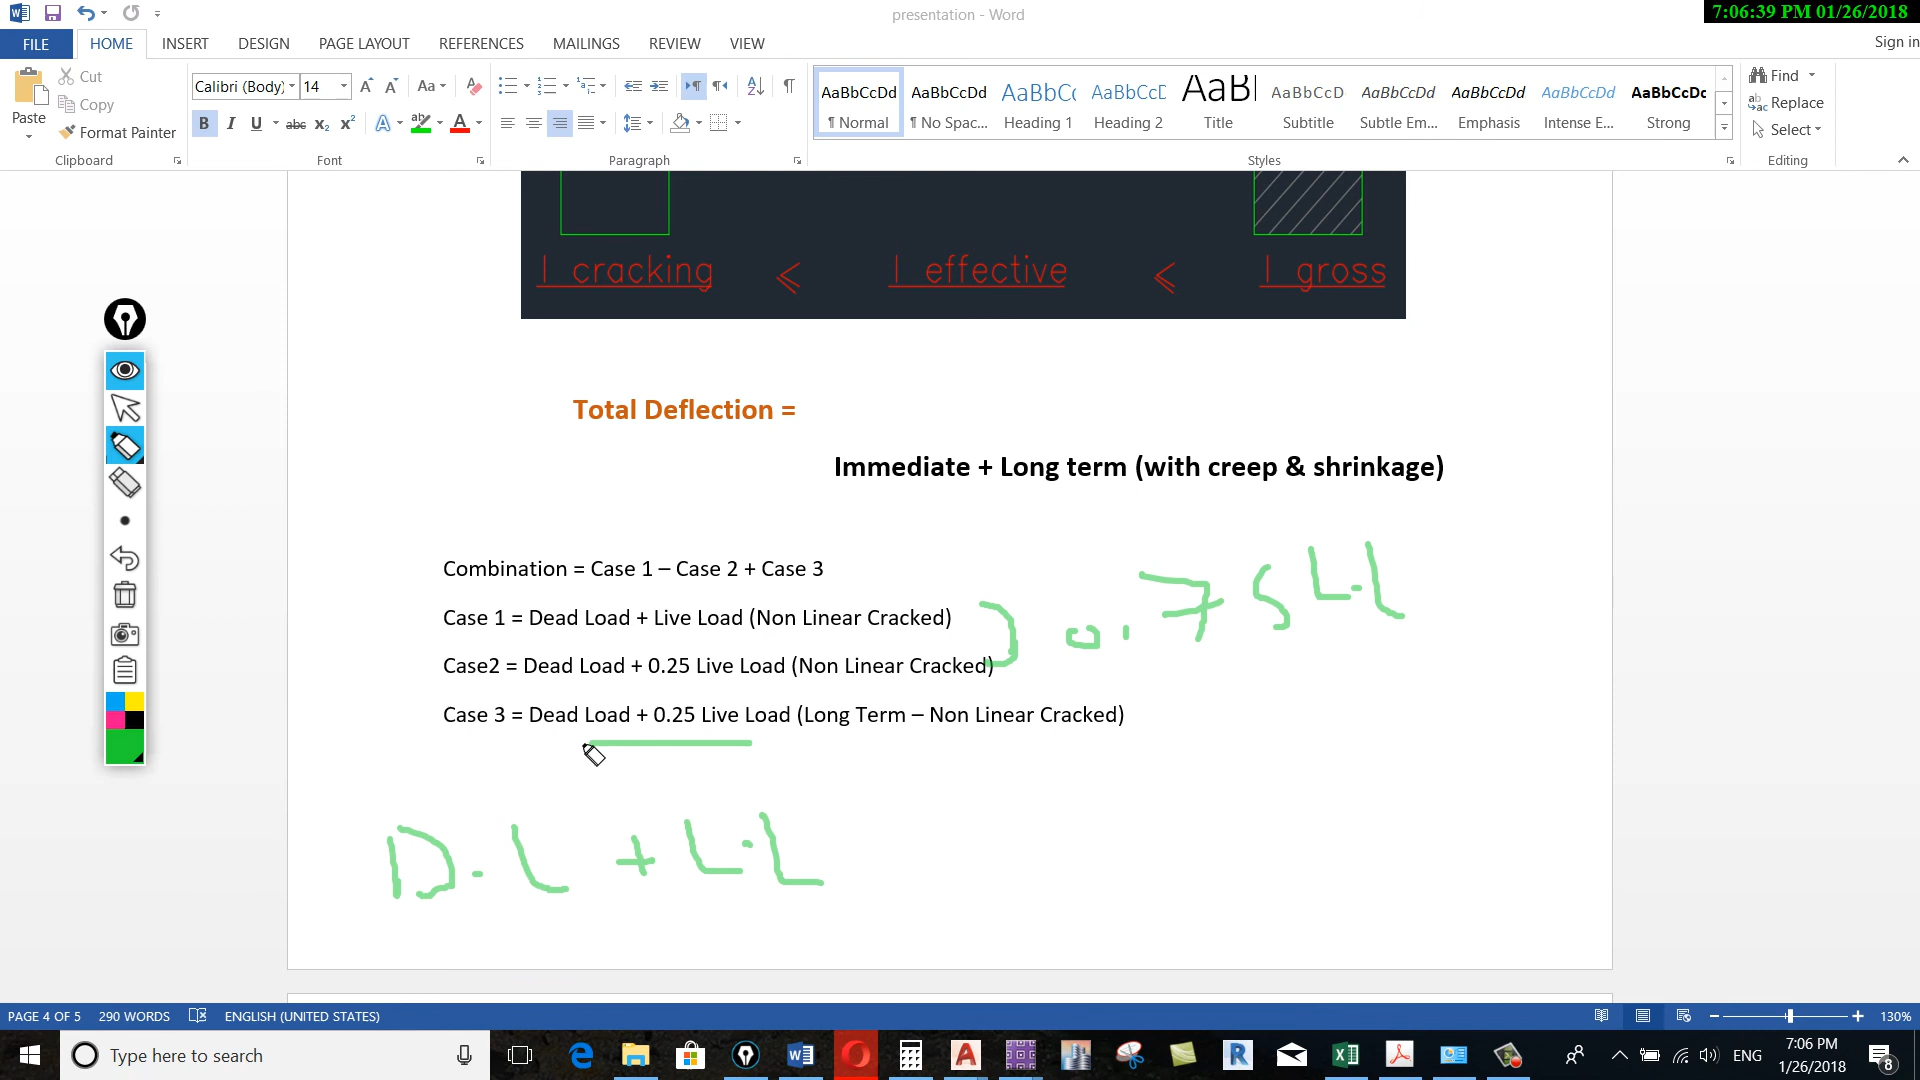 presentation - Word
7:06:39 PM 01/26/2018
FILE HOME INSERT DESIGN PAGE LAYOUT REFERENCES MAILINGS REVIEW VIEW
Sign in
Paste
Cut
Copy
Format Painter
Clipboard
Calibri (Body) 14
Font
Paragraph
AaBbCcDd AaBbCcDd AaBbCc AaBbCcD AaB AaBbCcD AaBbCcDd AaBbCcDd AaBbCcDd AaBbCcDc
¶ Normal ¶ No Spac... Heading 1 Heading 2 Title Subtitle Subtle Em... Emphasis Intense E... Strong
Styles
Find
Replace
Select
Editing
I cracking < I effective < I gross
Total Deflection =
Immediate + Long term (with creep & shrinkage)
Combination = Case 1 – Case 2 + Case 3
Case 1 = Dead Load + Live Load (Non Linear Cracked)
Case2 = Dead Load + 0.25 Live Load (Non Linear Cracked)
0.75 L.L
Case 3 = Dead Load + 0.25 Live Load (Long Term – Non Linear Cracked)
D.L + L.L
PAGE 4 OF 5 290 WORDS ENGLISH (UNITED STATES)
130%
Type here to search
ENG
7:06 PM
1/26/2018
8